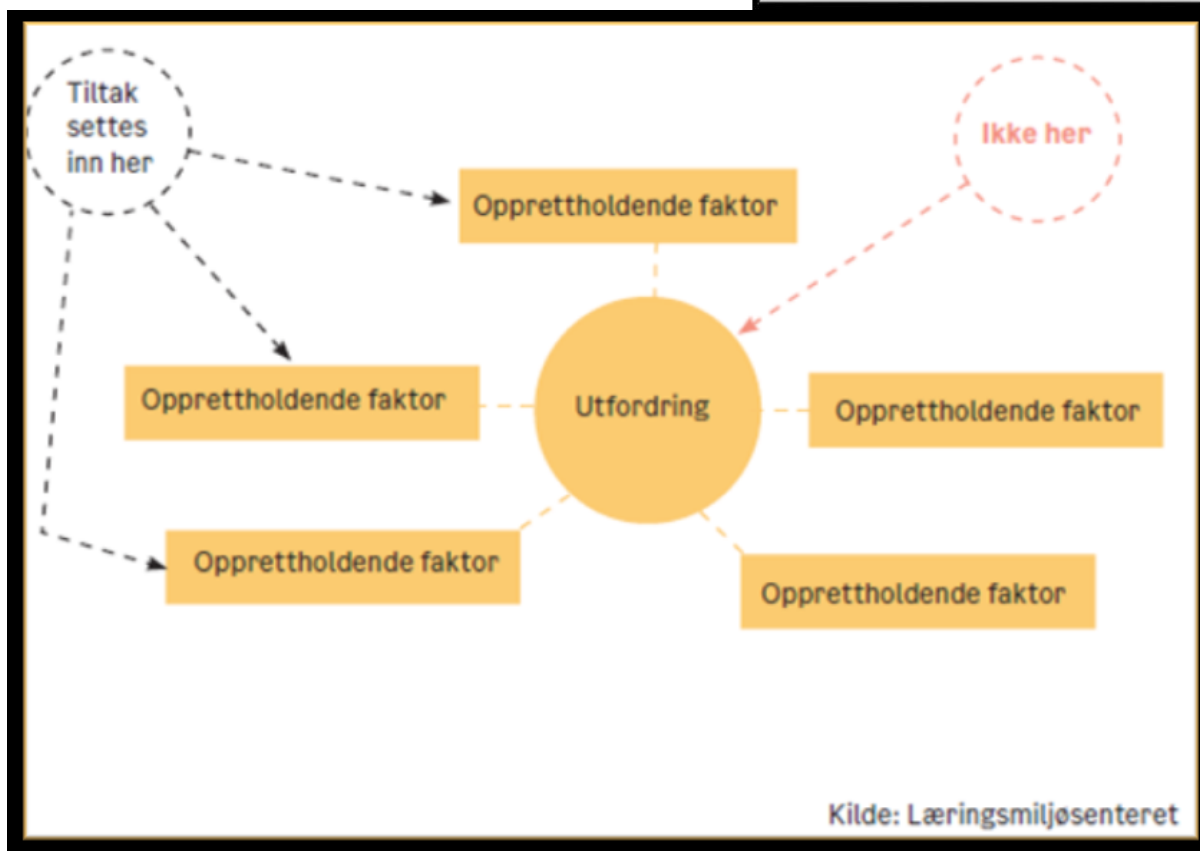 Tiltak
settes
inn her
Ikke her
Opprettholdende faktor
Opprettholdende faktor
Utfordring
Opprettholdende faktor
Opprettholdende faktor
Opprettholdende faktor
Kilde: Læringsmiljøsenteret